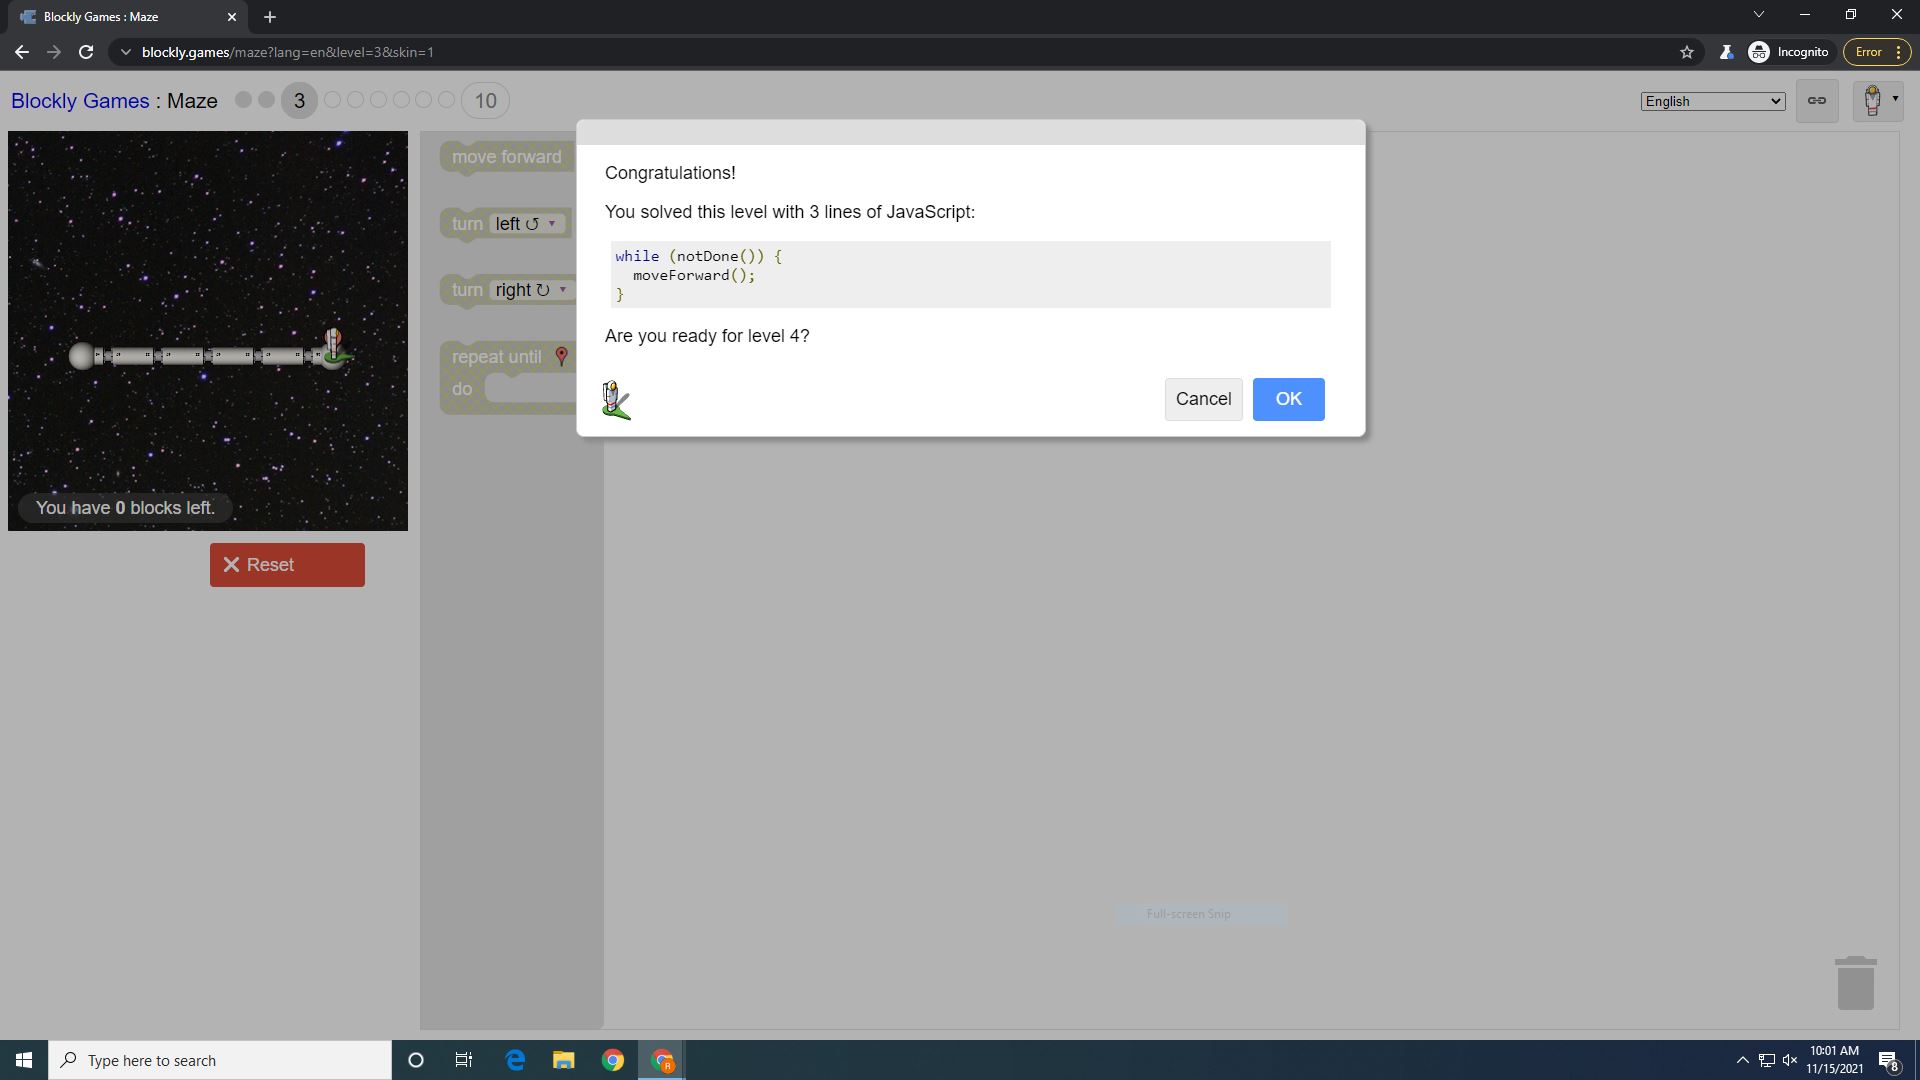 Blockly Games : Maze
blockly.games/maze?lang=en&level=3&skin=1
Incognito
Error
Blockly Games : Maze
3
10
English
move forward
turn left ↺
turn right ↻
repeat until
do
You have 0 blocks left.
Reset
Congratulations!
You solved this level with 3 lines of JavaScript:
while (notDone()) {
  moveForward();
}
Are you ready for level 4?
Cancel
OK
Full-screen Snip
Type here to search
R
10:01 AM
11/15/2021
8